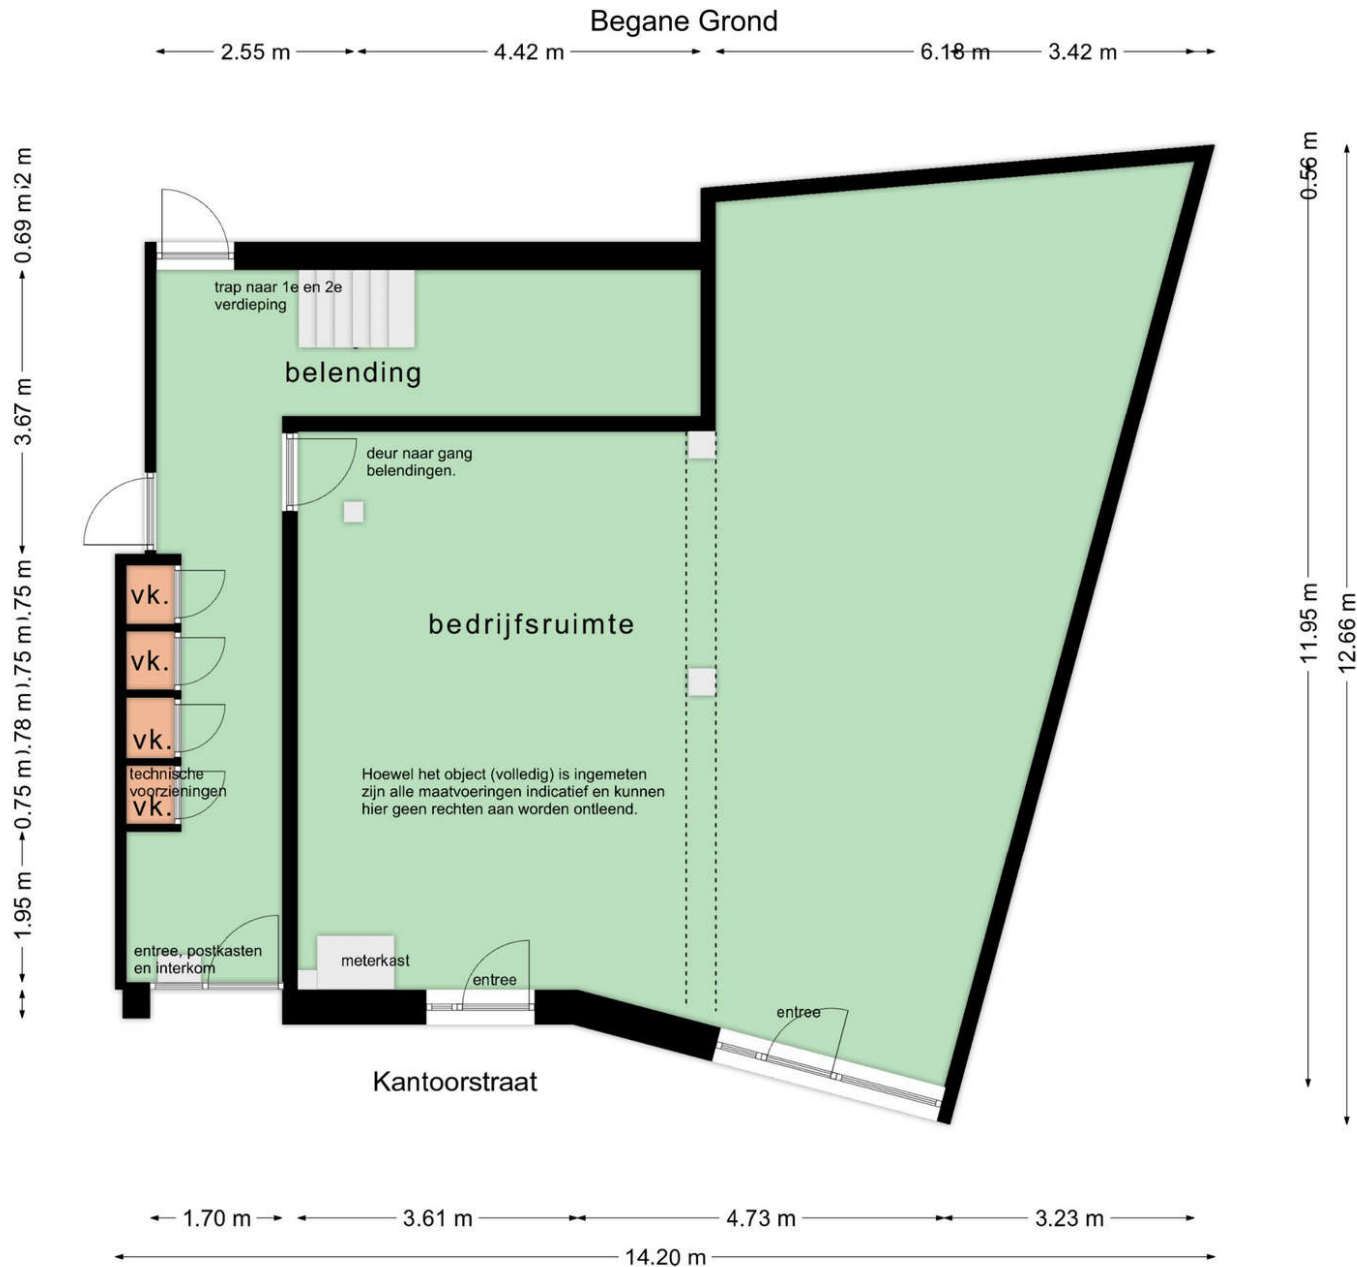 Begane Grond
2.55 m
4.42 m
6.18 m
3.42 m
0.69 m
3.67 m
0.75 m
1.95 m
0.56 m
11.95 m
12.66 m
trap naar 1e en 2e
verdieping
belending
deur naar gang
belendingen.
vk.
vk.
vk.
technische
voorzieningen
vk.
bedrijfsruimte
Hoewel het object (volledig) is ingemeten
zijn alle maatvoeringen indicatief en kunnen
hier geen rechten aan worden ontleend.
entree, postkasten
en interkom
meterkast
entree
entree
Kantoorstraat
1.70 m
3.61 m
4.73 m
3.23 m
14.20 m